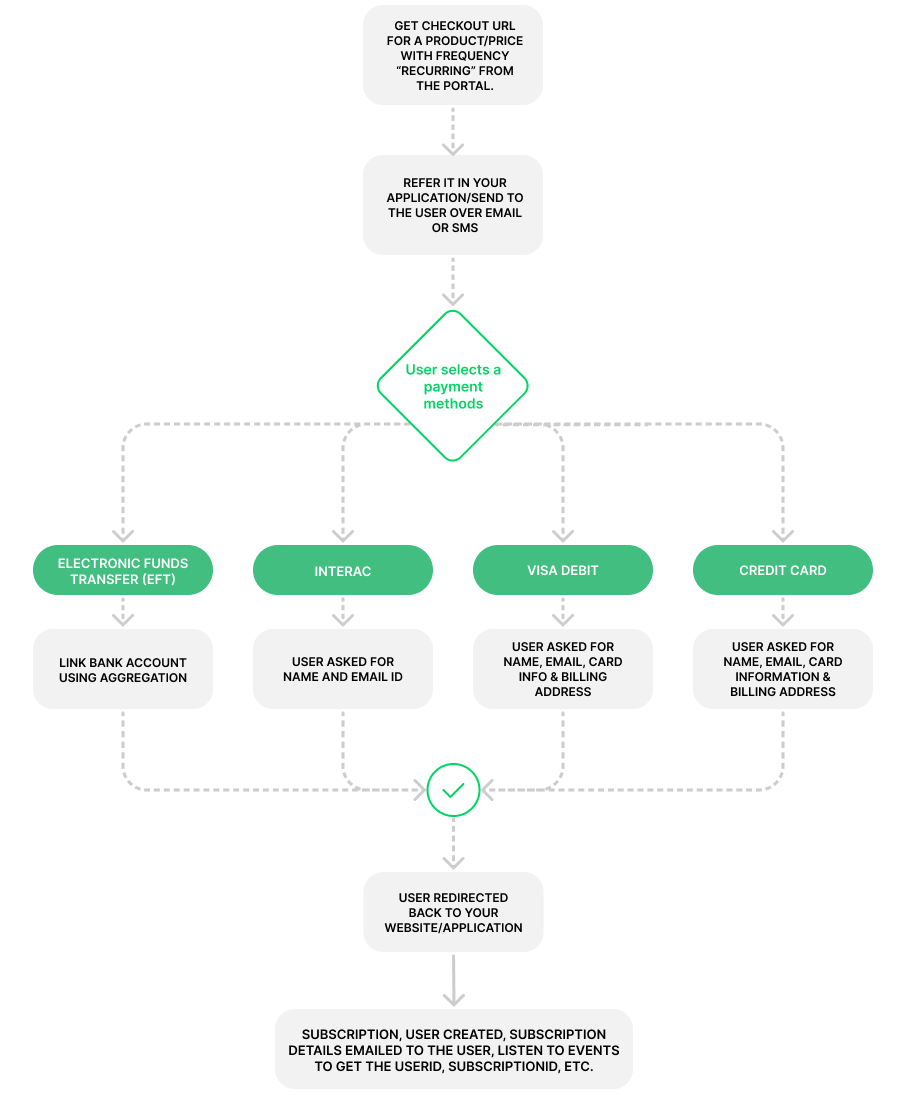 GET CHECKOUT URL
FOR A PRODUCT/PRICE
WITH FREQUENCY
“RECURRING” FROM
THE PORTAL.
REFER IT IN YOUR
APPLICATION/SEND TO
THE USER OVER EMAIL
OR SMS
User selects a
payment
methods
ELECTRONIC FUNDS
TRANSFER (EFT)
INTERAC
VISA DEBIT
CREDIT CARD
LINK BANK ACCOUNT
USING AGGREGATION
USER ASKED FOR
NAME AND EMAIL ID
USER ASKED FOR
NAME, EMAIL, CARD
INFO & BILLING
ADDRESS
USER ASKED FOR
NAME, EMAIL, CARD
INFORMATION &
BILLING ADDRESS
USER REDIRECTED
BACK TO YOUR
WEBSITE/APPLICATION
SUBSCRIPTION, USER CREATED, SUBSCRIPTION
DETAILS EMAILED TO THE USER, LISTEN TO EVENTS
TO GET THE USERID, SUBSCRIPTIONID, ETC.